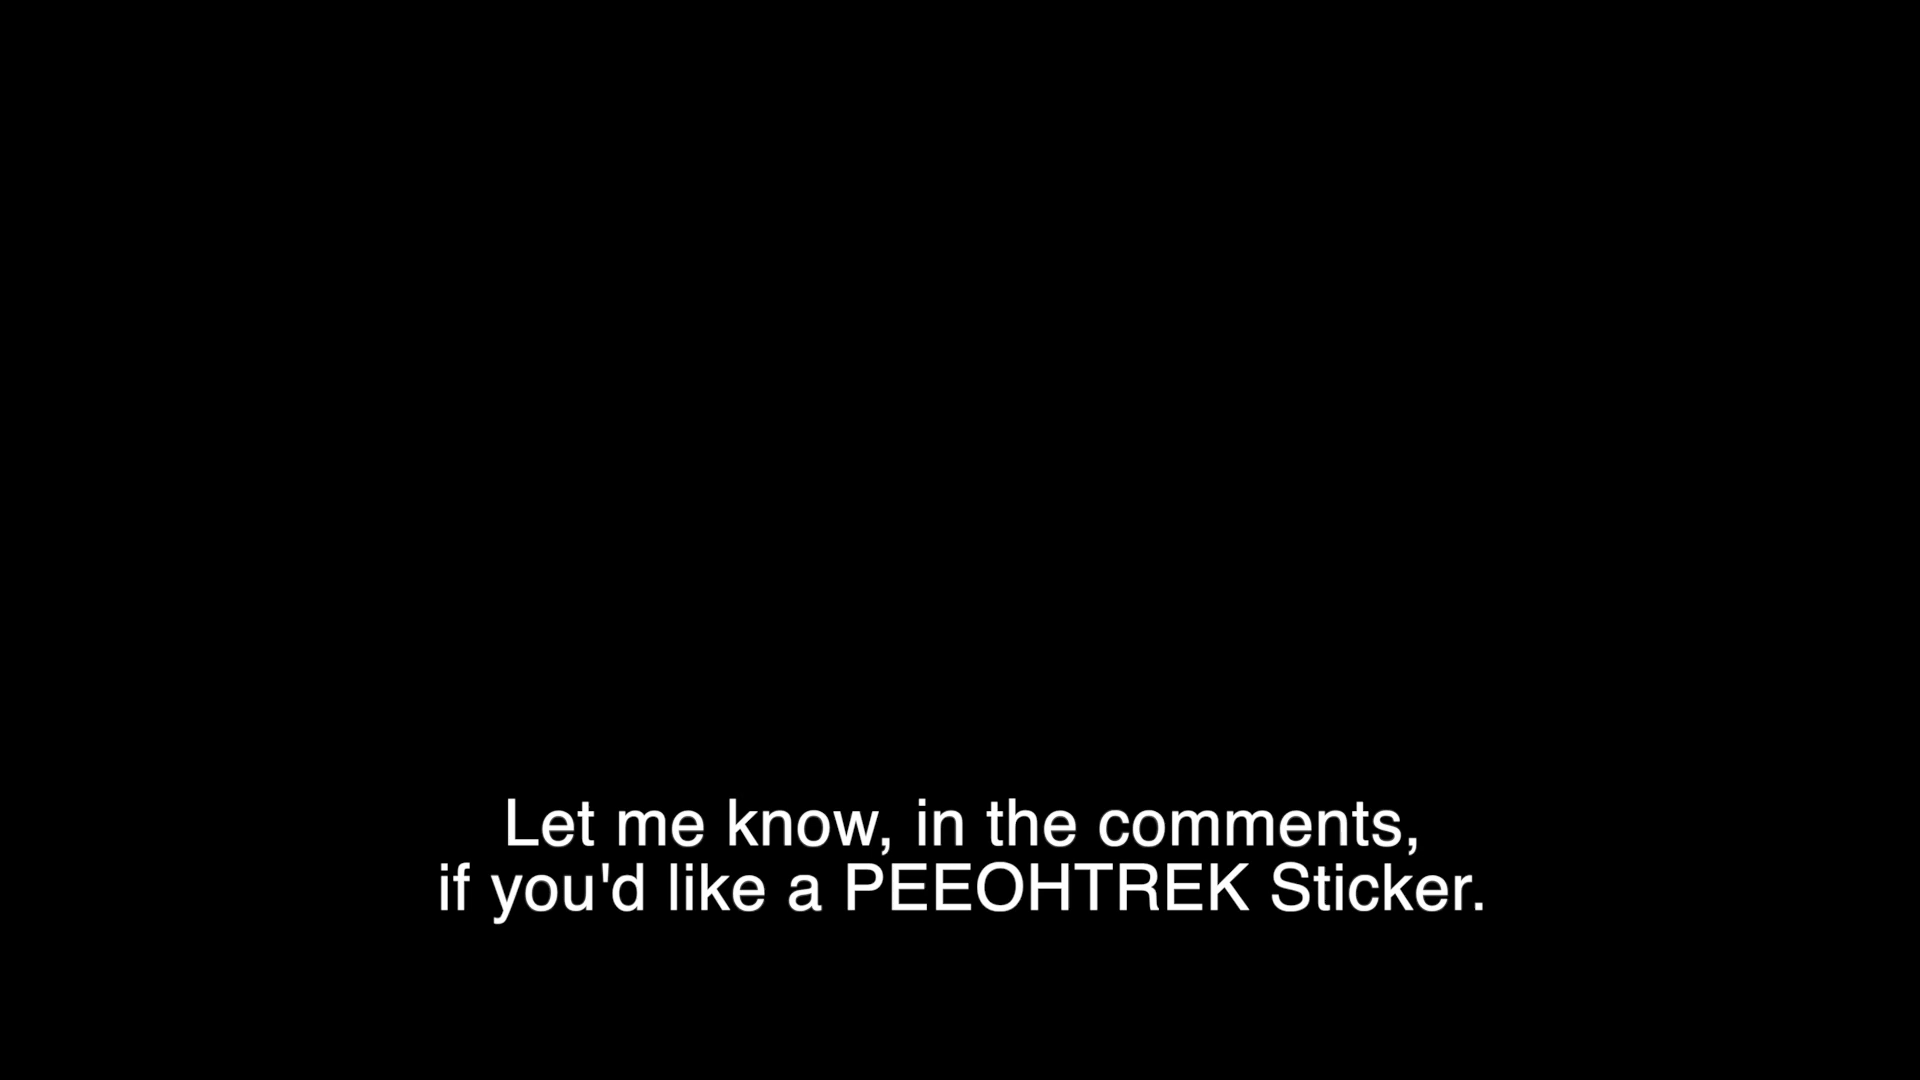 Let me know, in the comments,
if you'd like a PEEOHTREK Sticker.